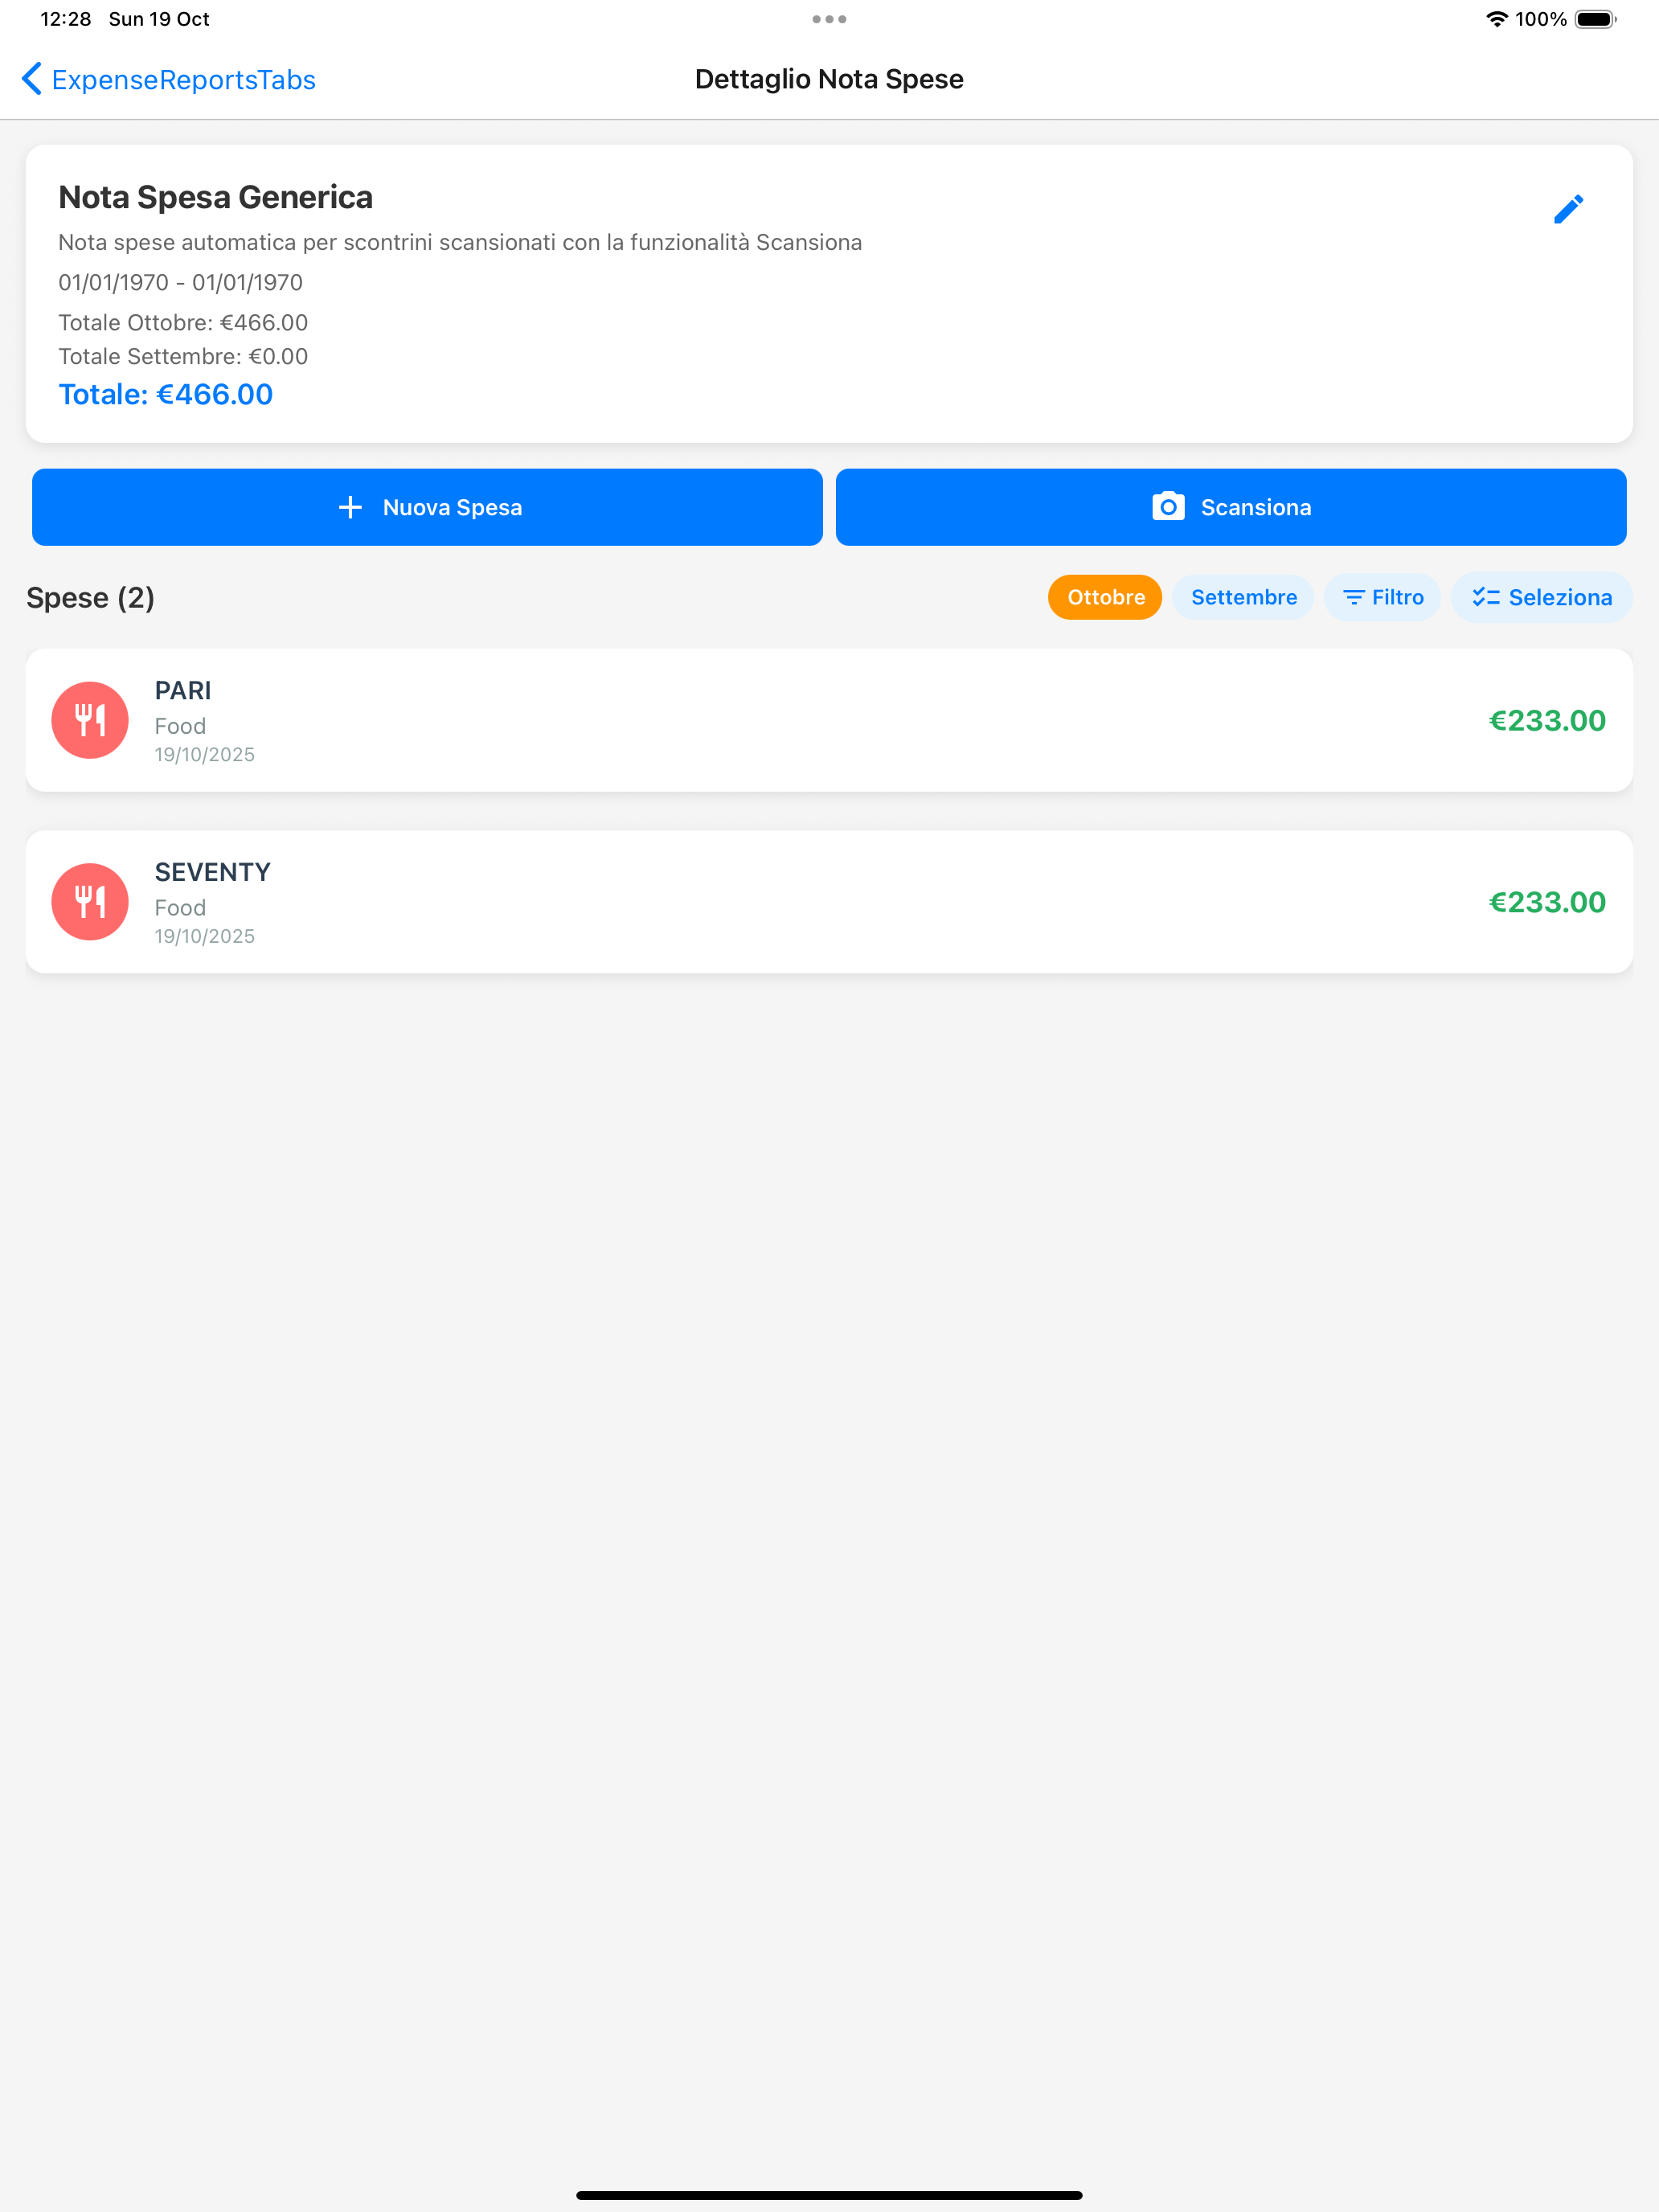 12:28 Sun 19 Oct
100%
ExpenseReportsTabs
Dettaglio Nota Spese
Nota Spesa Generica
Nota spese automatica per scontrini scansionati con la funzionalità Scansiona
01/01/1970 - 01/01/1970
Totale Ottobre: €466.00
Totale Settembre: €0.00
Totale: €466.00
Nuova Spesa
Scansiona
Spese (2)
Ottobre
Settembre
Filtro
Seleziona
PARI
Food
19/10/2025
€233.00
SEVENTY
Food
19/10/2025
€233.00